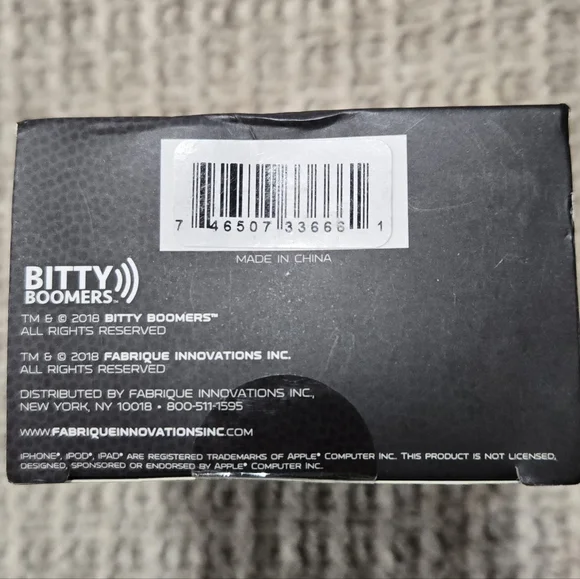 7 46507 33666 1
MADE IN CHINA
BITTY
BOOMERS™
TM & © 2018 BITTY BOOMERS™
ALL RIGHTS RESERVED
TM & © 2018 FABRIQUE INNOVATIONS INC.
ALL RIGHTS RESERVED
DISTRIBUTED BY FABRIQUE INNOVATIONS INC,
NEW YORK, NY 10018 • 800-511-1595
WWW.FABRIQUEINNOVATIONSINC.COM
IPHONE®, IPOD®, IPAD® ARE REGISTERED TRADEMARKS OF APPLE® COMPUTER INC. THIS PRODUCT IS NOT LICENSED,
DESIGNED, SPONSORED OR ENDORSED BY APPLE® COMPUTER INC.